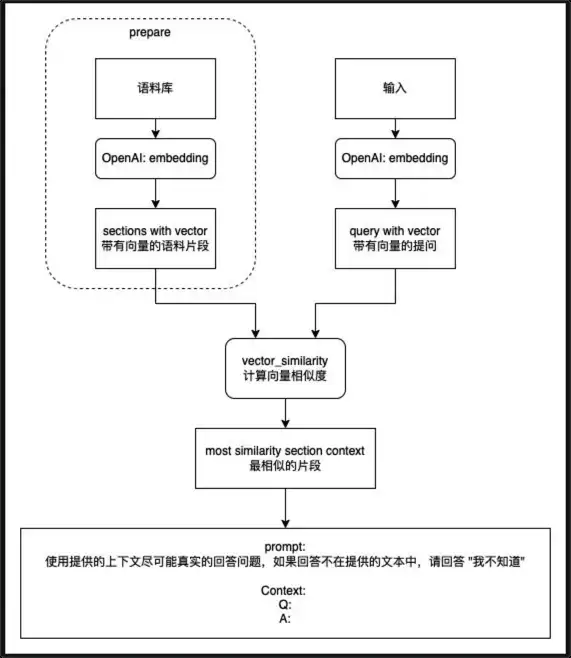 prepare
语料库
输入
OpenAI: embedding
OpenAI: embedding
sections with vector
带有向量的语料片段
query with vector
带有向量的提问
vector_similarity
计算向量相似度
most similarity section context
最相似的片段
prompt:
使用提供的上下文尽可能真实的回答问题，如果回答不在提供的文本中，请回答 "我不知道"
Context:
Q:
A: